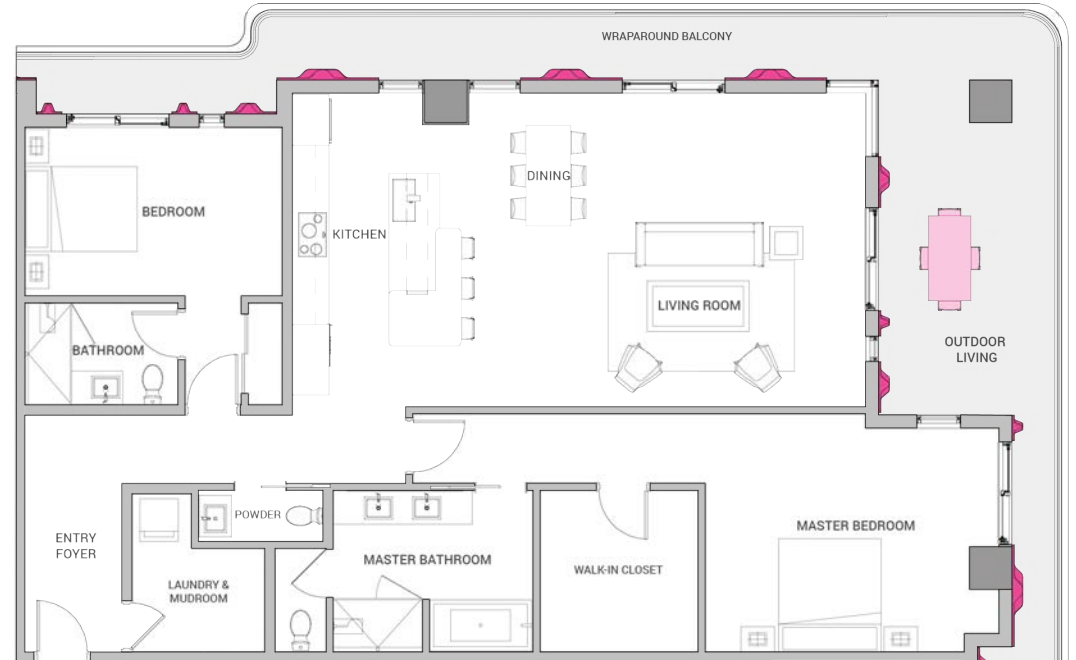 WRAPAROUND BALCONY
DINING
BEDROOM
KITCHEN
LIVING ROOM
OUTDOOR
LIVING
BATHROOM
POWDER
MASTER BEDROOM
ENTRY
FOYER
MASTER BATHROOM
WALK-IN CLOSET
LAUNDRY &
MUDROOM